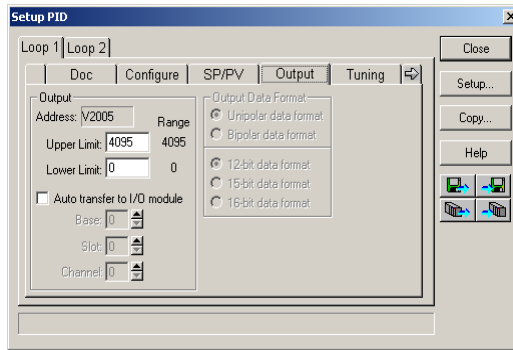 Setup PID
Loop 1 Loop 2
Doc Configure SP/PV Output Tuning
Output
Address: V2005 Range
Upper Limit: 4095 4095
Lower Limit: 0 0
Auto transfer to I/O module
Base: 0
Slot: 0
Channel: 0
Output Data Format
Unipolar data format
Bipolar data format
12-bit data format
15-bit data format
16-bit data format
Close
Setup...
Copy...
Help